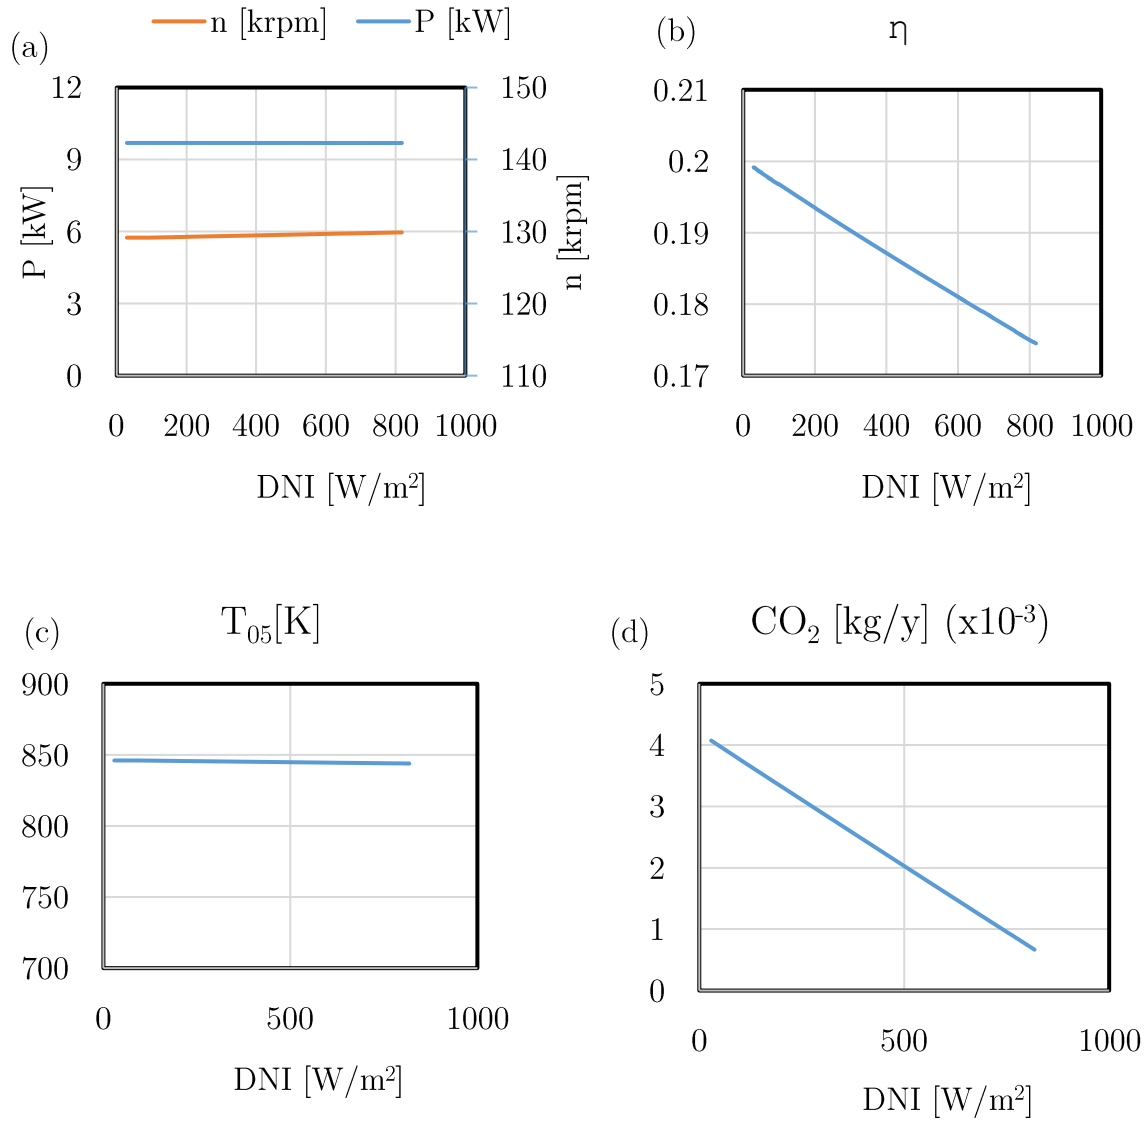 n [krpm] P [kW]
(a)
12
9
6
3
0
P [kW]
150
140
130
120
110
n [krpm]
0 200 400 600 800 1000
DNI [W/m²]
(b)
η
0.21
0.2
0.19
0.18
0.17
0 200 400 600 800 1000
DNI [W/m²]
(c)
T₀₅[K]
900
850
800
750
700
0 500 1000
DNI [W/m²]
(d)
CO₂ [kg/y] (x10⁻³)
5
4
3
2
1
0
0 500 1000
DNI [W/m²]